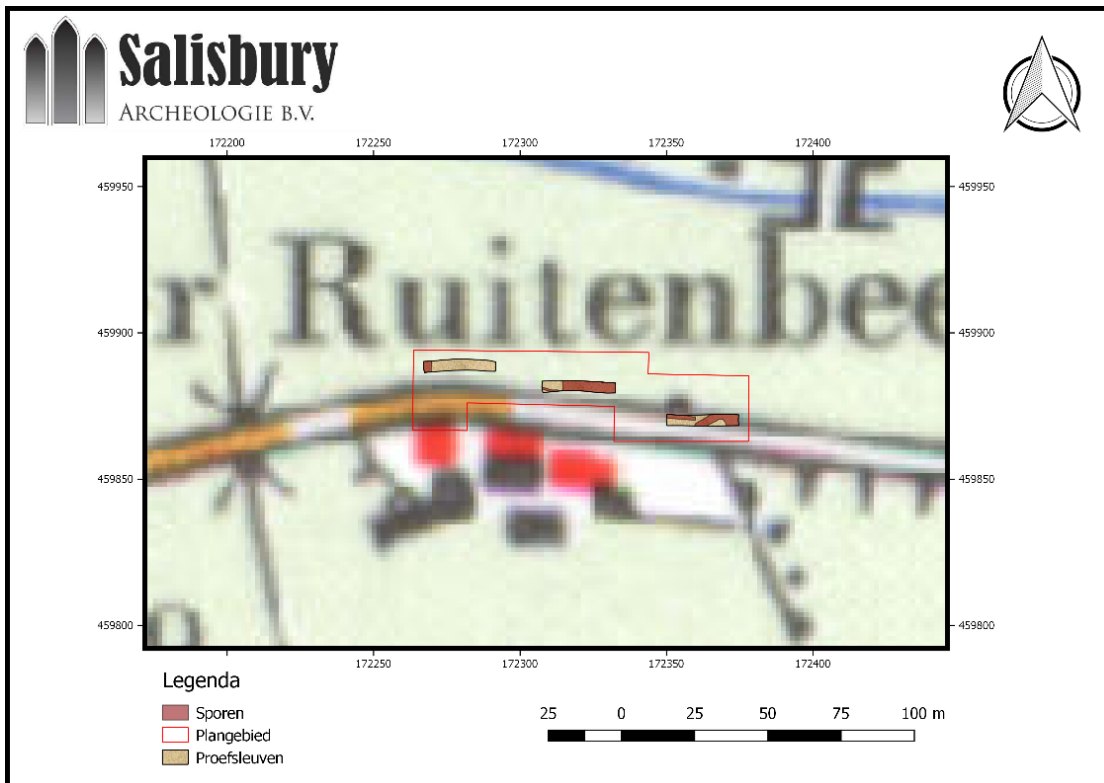 Salisbury
ARCHEOLOGIE B.V.
172200 172250 172300 172350 172400
459950 459950
r Ruitenbee
459900 459900
459850 459850
459800 459800
172250 172300 172350 172400
Legenda
Sporen
Plangebied
Proefsleuven
25 0 25 50 75 100 m